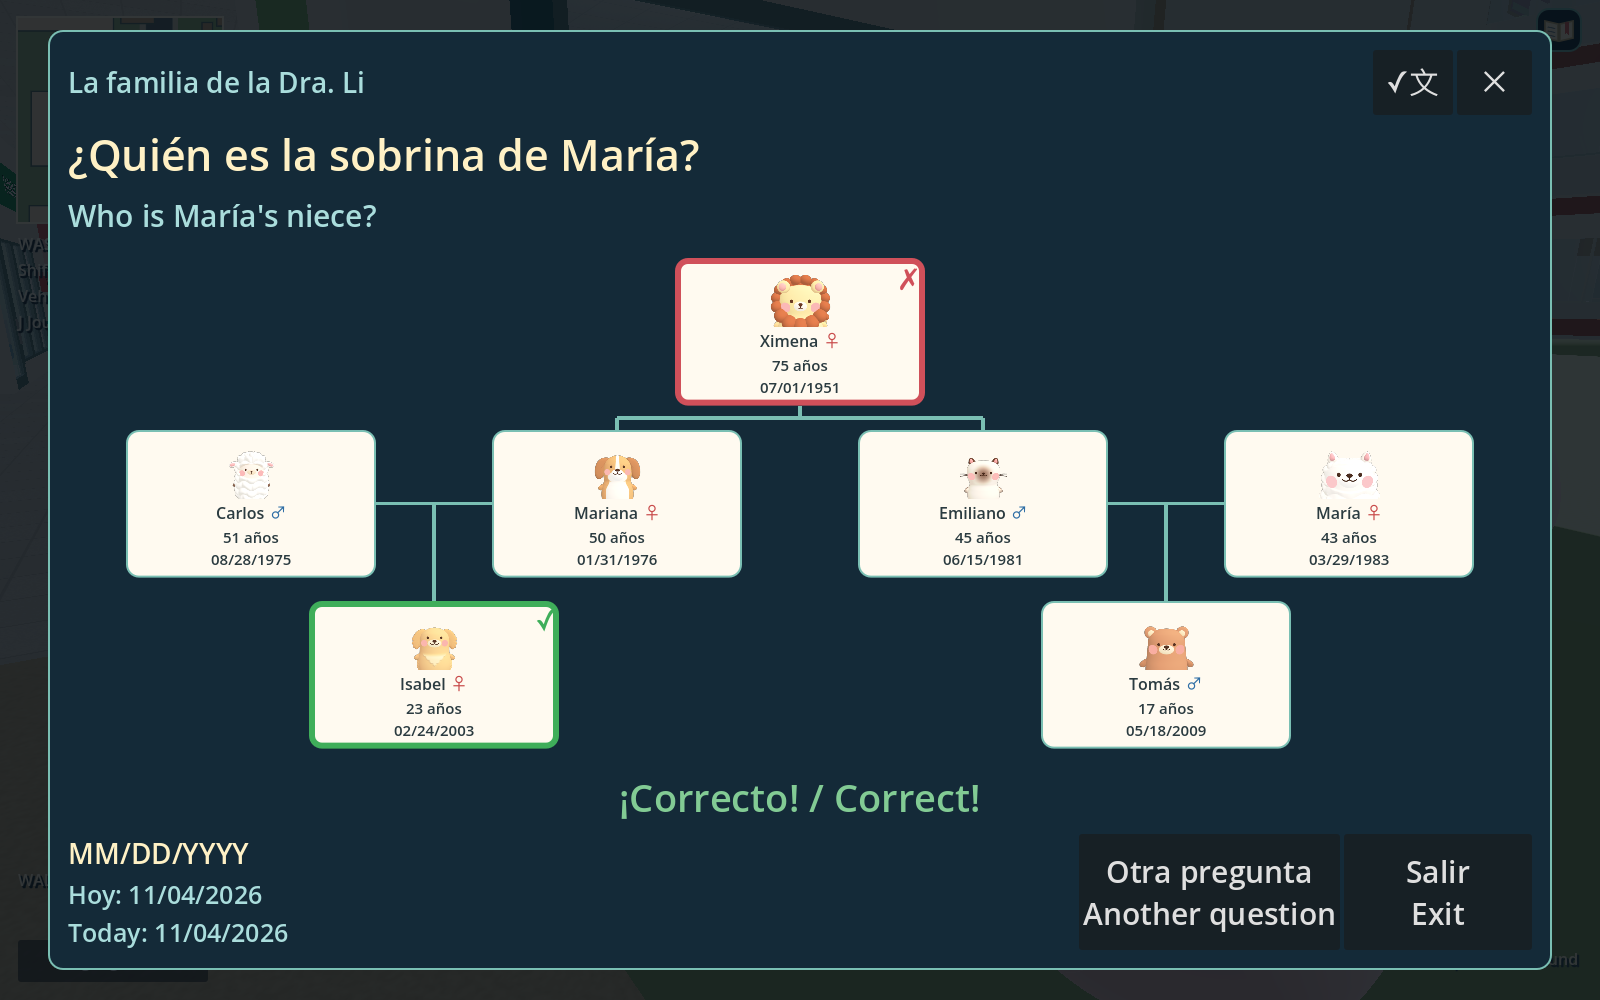 La familia de la Dra. Li
✓文 ×
¿Quién es la sobrina de María?
Who is María's niece?
✗
Ximena ♀
75 años
07/01/1951
Carlos ♂
51 años
08/28/1975
Mariana ♀
50 años
01/31/1976
Emiliano ♂
45 años
06/15/1981
María ♀
43 años
03/29/1983
✓
Isabel ♀
23 años
02/24/2003
Tomás ♂
17 años
05/18/2009
¡Correcto! / Correct!
MM/DD/YYYY
Hoy: 11/04/2026
Today: 11/04/2026
Otra pregunta
Another question
Salir
Exit